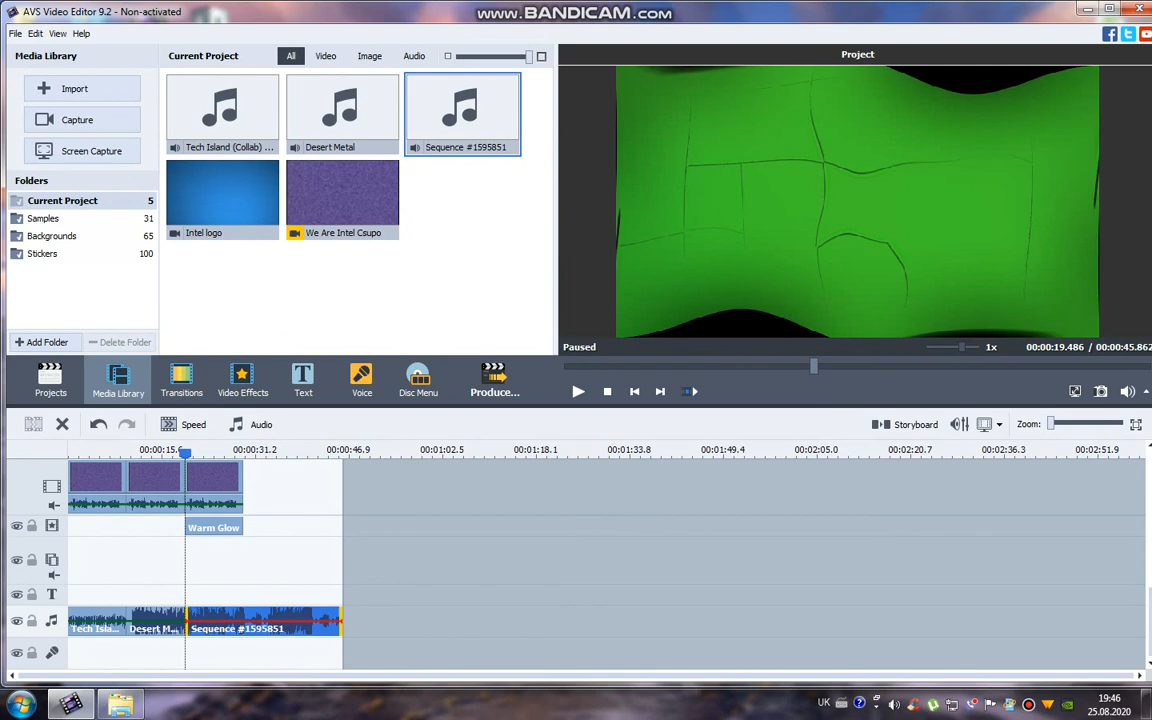 AVS Video Editor 9.2 - Non-activated
www.BANDICAM.com
File Edit View Help
Media Library
Current Project
All Video Image Audio
Project
Import
Capture
Screen Capture
Tech Island (Collab) ...
Desert Metal
Sequence #1595851
Folders
Current Project 5
Samples 31
Backgrounds 65
Stickers 100
Intel logo
We Are Intel Csupo
Add Folder
Delete Folder
Paused
1x
00:00:19.486 / 00:00:45.862
Projects
Media Library
Transitions
Video Effects
Text
Voice
Disc Menu
Produce...
Speed
Audio
Storyboard
Zoom:
00:00:15.6 00:00:31.2 00:00:46.9 00:01:02.5 00:01:18.1 00:01:33.8 00:01:49.4 00:02:05.0 00:02:20.7 00:02:36.3 00:02:51.9
Warm Glow
T
Tech Isla...
Desert M...
Sequence #1595851
UK
19:46
25.08.2020